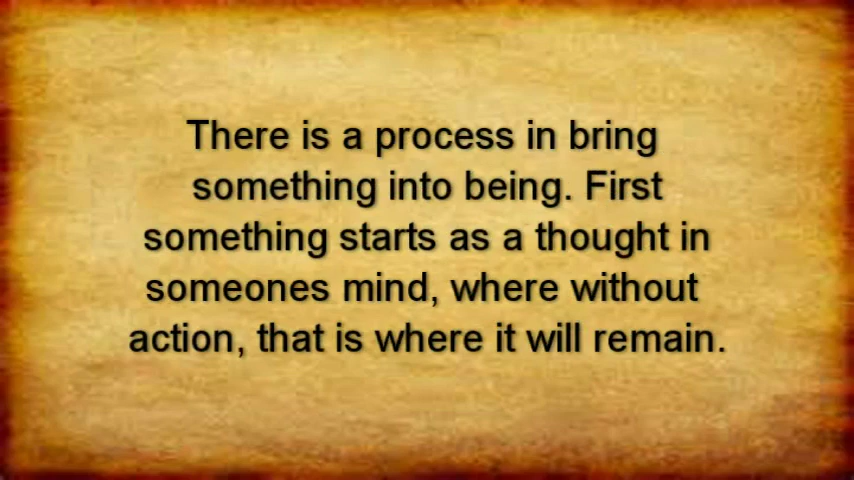 There is a process in bring
something into being. First
something starts as a thought in
someones mind, where without
action, that is where it will remain.